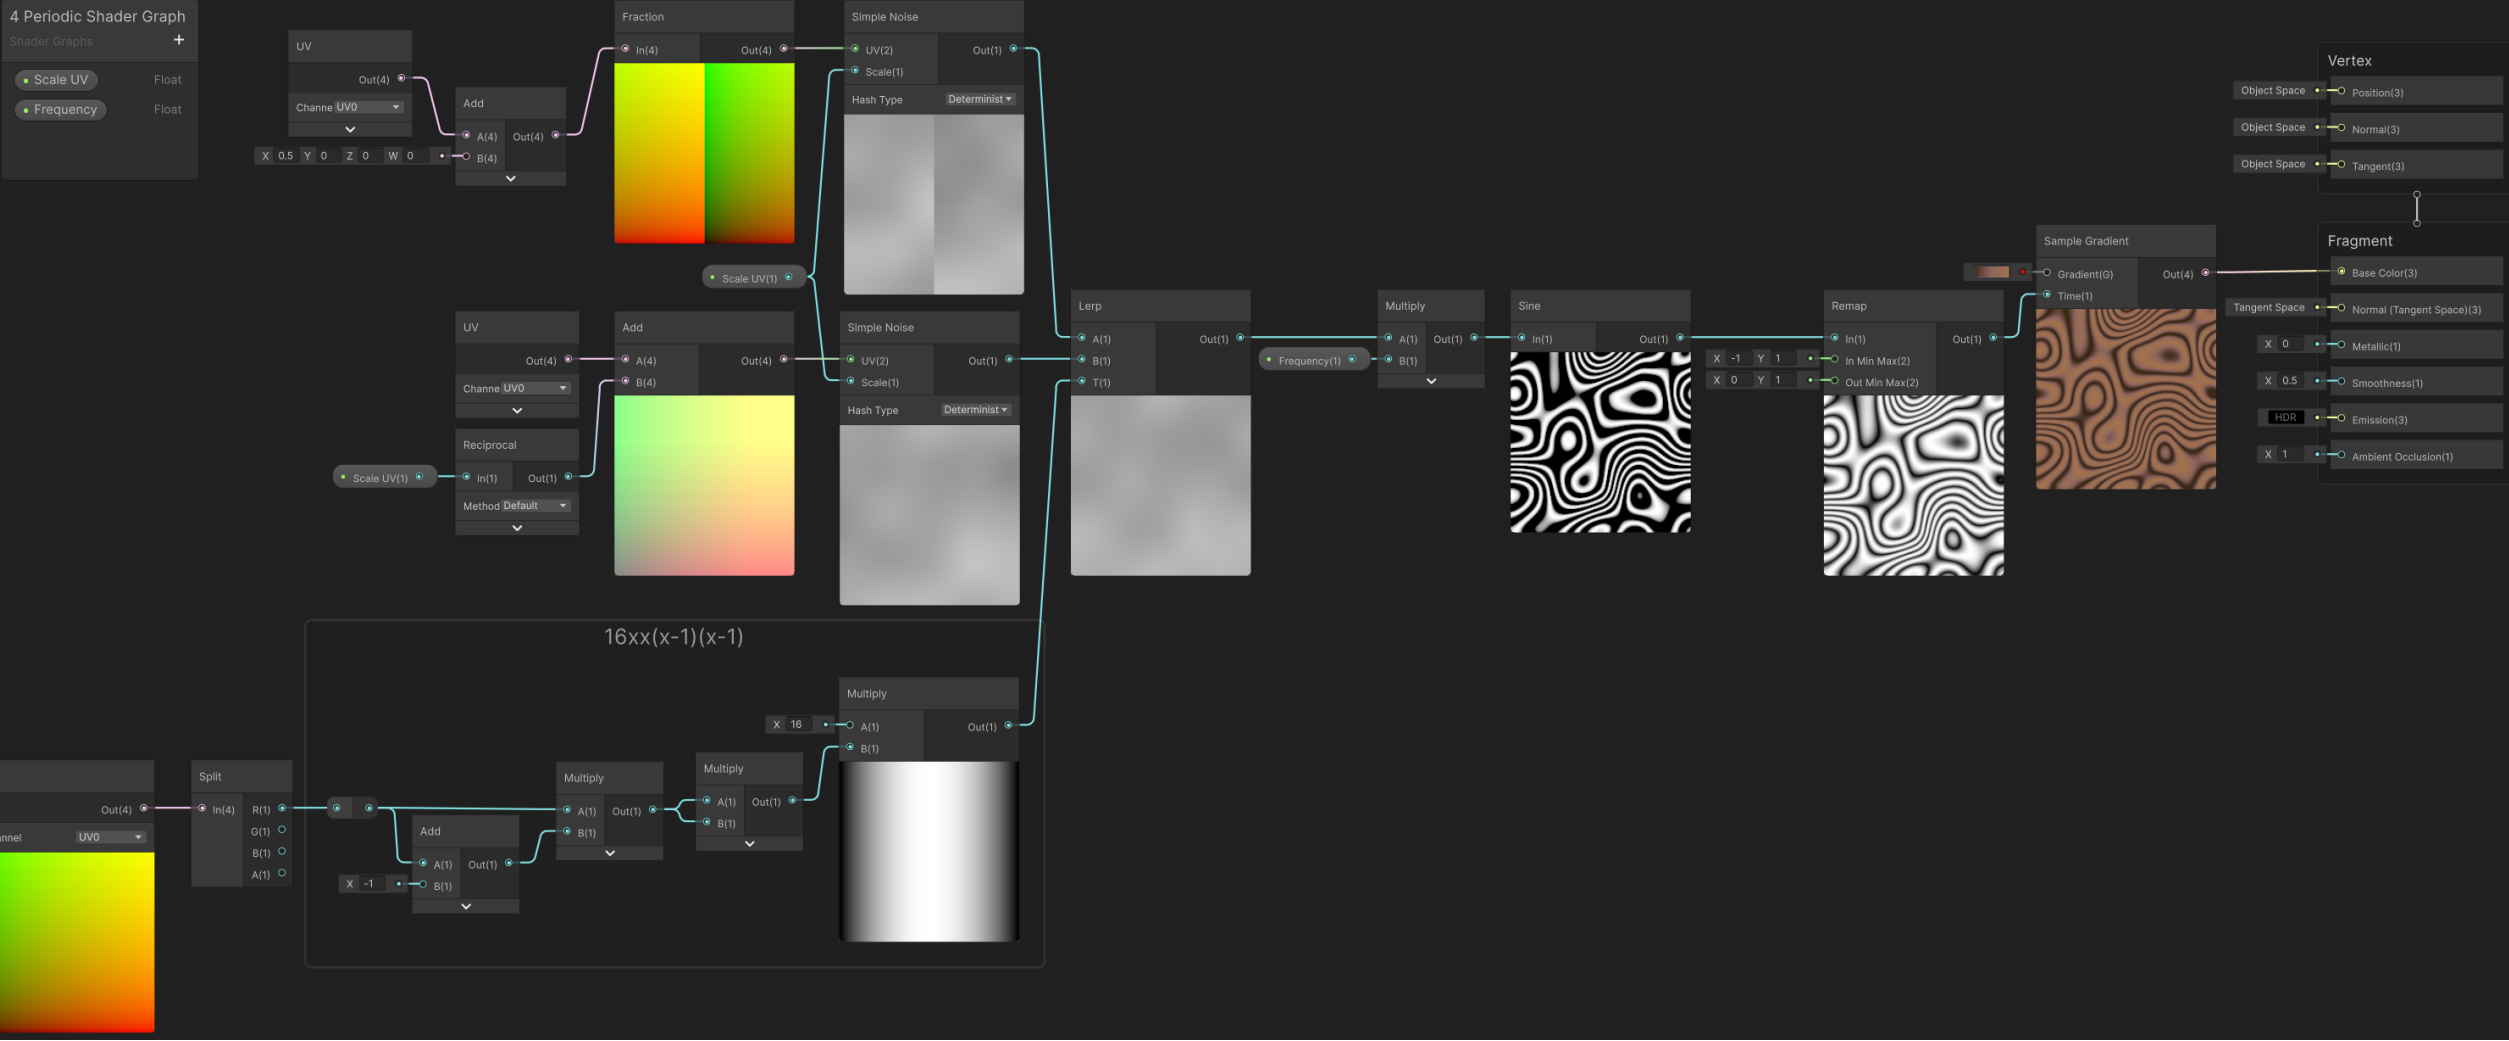 4 Periodic Shader Graph
Shader Graphs
+
Scale UV Float
Frequency Float
UV
Out(4)
Channe UV0
X 0.5 Y 0 Z 0 W 0
Add
A(4) Out(4)
B(4)
Fraction
In(4) Out(4)
Simple Noise
UV(2) Out(1)
Scale(1)
Hash Type Determinist
Scale UV(1)
UV
Out(4)
Channe UV0
Reciprocal
Scale UV(1)
In(1) Out(1)
Method Default
Add
A(4) Out(4)
B(4)
Simple Noise
UV(2) Out(1)
Scale(1)
Hash Type Determinist
Lerp
A(1) Out(1)
B(1)
T(1)
Frequency(1)
Multiply
A(1) Out(1)
B(1)
Sine
In(1) Out(1)
X -1 Y 1
X 0 Y 1
Remap
In(1) Out(1)
In Min Max(2)
Out Min Max(2)
Sample Gradient
Gradient(G) Out(4)
Time(1)
Vertex
Object Space Position(3)
Object Space Normal(3)
Object Space Tangent(3)
Fragment
Base Color(3)
Tangent Space Normal (Tangent Space)(3)
X 0 Metallic(1)
X 0.5 Smoothness(1)
HDR Emission(3)
X 1 Ambient Occlusion(1)
16xx(x-1)(x-1)
Out(4)
nnel UV0
Split
In(4) R(1)
G(1)
B(1)
A(1)
X -1
Add
A(1) Out(1)
B(1)
Multiply
A(1) Out(1)
B(1)
Multiply
A(1) Out(1)
B(1)
X 16
Multiply
A(1) Out(1)
B(1)